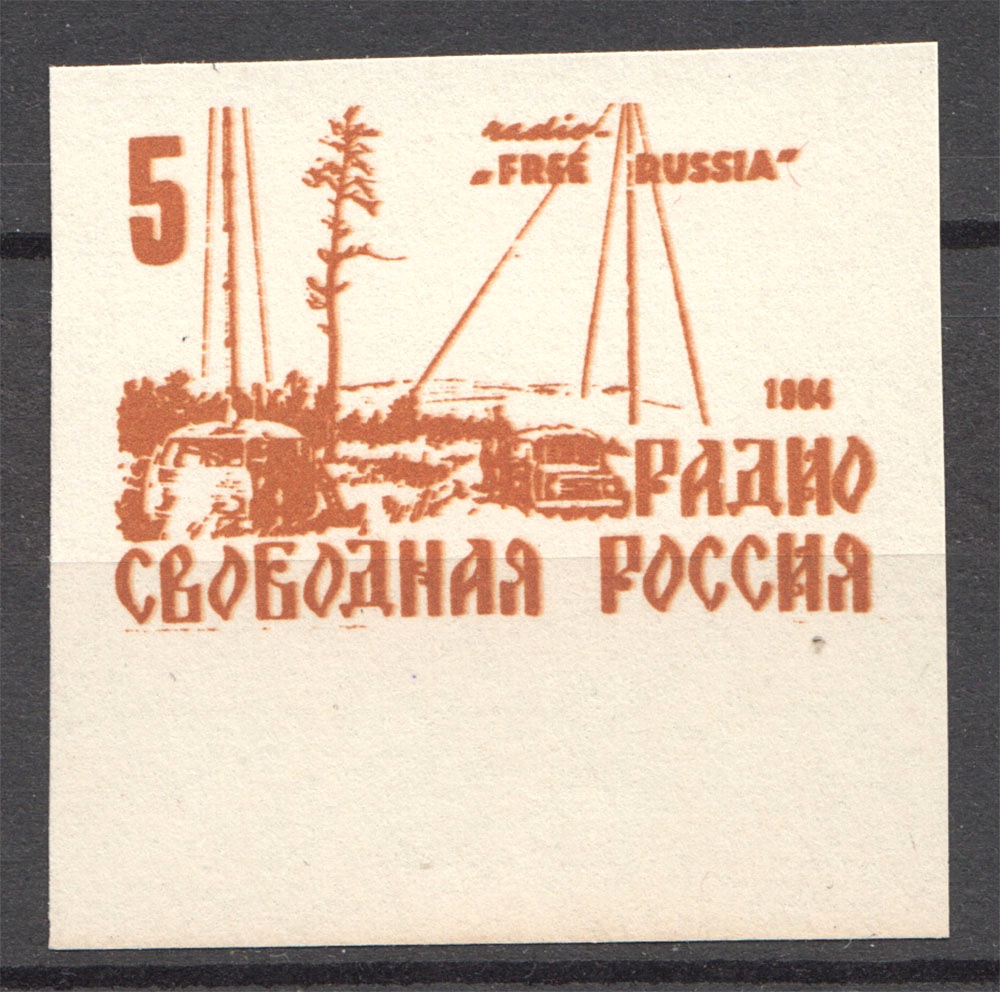 5
radio-
„FREE RUSSIA"
1964
РАДИО
СВОБОДНАЯ РОССИЯ